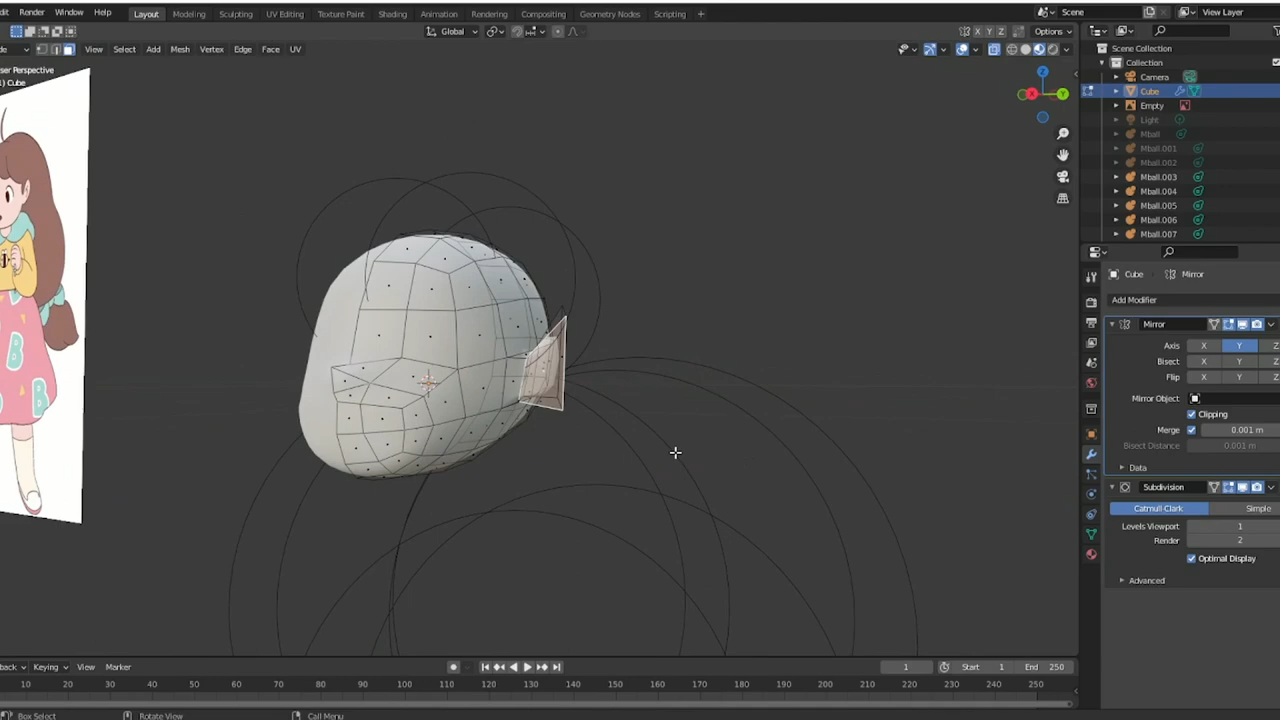 Render Window Help
Layout Modeling Sculpting UV Editing Texture Paint Shading Animation Rendering Compositing Geometry Nodes Scripting +
Scene
View Layer
Global
X Y Z
Options
View Select Add Mesh Vertex Edge Face UV
ser Perspective
) Cube
Z
X
Y
B
B
B
Scene Collection
Collection
Camera
Cube
Empty
Light
Mball
Mball.001
Mball.002
Mball.003
Mball.004
Mball.005
Mball.006
Mball.007
Cube
Mirror
Add Modifier
Mirror
Axis X Y Z
Bisect X Y Z
Flip X Y Z
Mirror Object
Clipping
Merge 0.001 m
Bisect Distance 0.001 m
Data
Subdivision
Catmull-Clark Simple
Levels Viewport 1
Render 2
Optimal Display
Advanced
back Keying View Marker
1 Start 1 End 250
10 20 30 40 50 60 70 80 90 100 110 120 130 140 150 160 170 180 190 200 210 220 230 240 250
Box Select Rotate View Call Menu